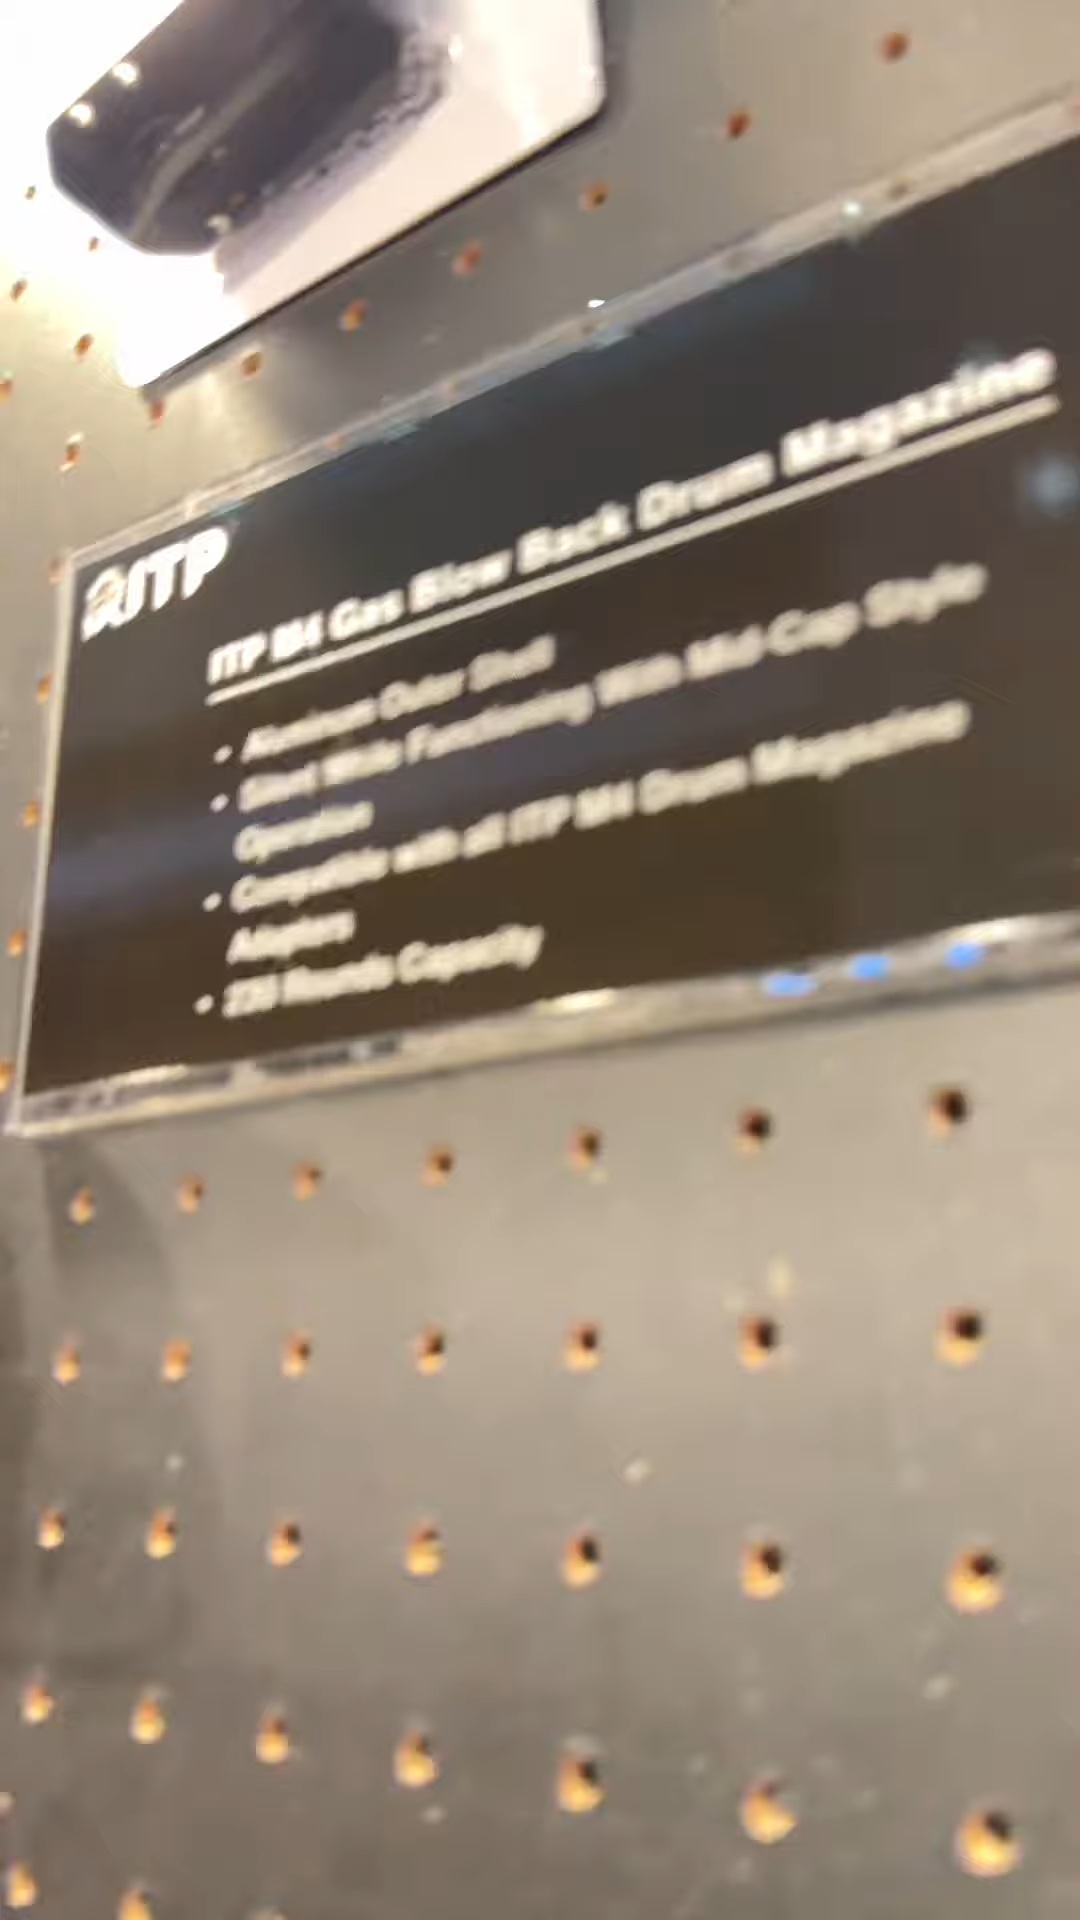 ITP
ITP M4 Gas Blow Back Drum Magazine
• Aluminum Outer Shell
• Silent While Functioning With Mid-Cap Style
Operation
• Compatible with all ITP M4 Drum Magazine
Adapters
• Rounds Capacity